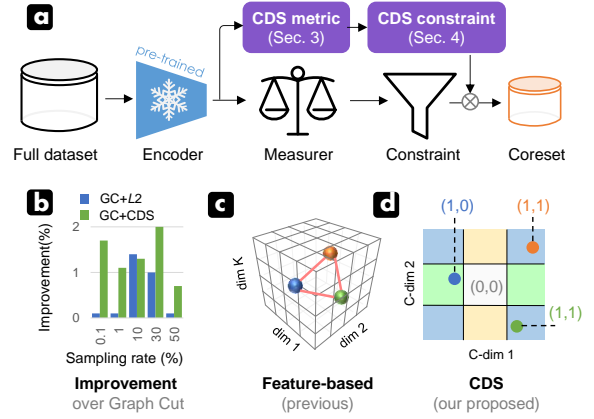 a
CDS metric
(Sec. 3)
CDS constraint
(Sec. 4)
pre-trained
Full dataset
Encoder
Measurer
Constraint
Coreset
b
GC+L2
GC+CDS
Improvement(%)
2
1
0
0.1
1
10
30
50
Sampling rate (%)
Improvement
over Graph Cut
c
dim K
dim 1
dim 2
Feature-based
(previous)
d
(1,0)
(1,1)
C-dim 2
(0,0)
(1,1)
C-dim 1
CDS
(our proposed)